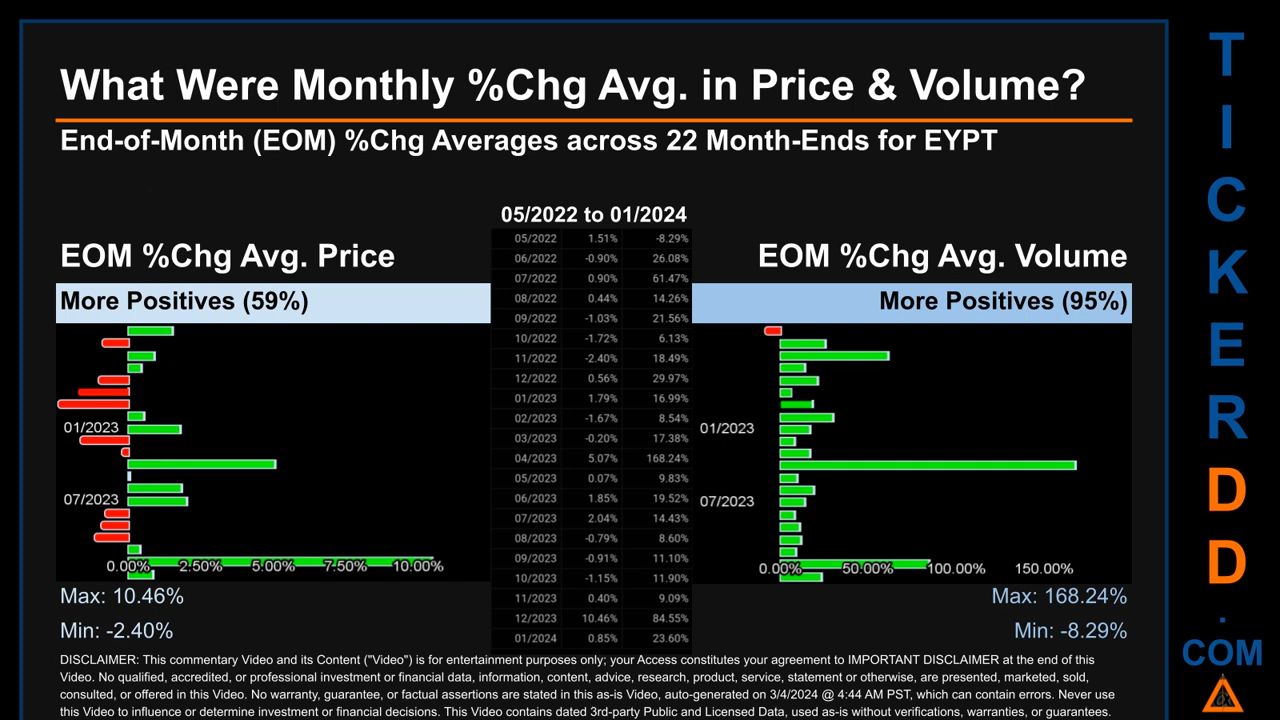 What Were Monthly %Chg Avg. in Price & Volume?
End-of-Month (EOM) %Chg Averages across 22 Month-Ends for EYPT
05/2022 to 01/2024
EOM %Chg Avg. Price
More Positives (59%)
01/2023
07/2023
0.00% 2.50% 5.00% 7.50% 10.00%
Max: 10.46%
Min: -2.40%
05/2022 1.51% -8.29%
06/2022 -0.90% 26.08%
07/2022 0.90% 61.47%
08/2022 0.44% 14.26%
09/2022 -1.03% 21.56%
10/2022 -1.72% 6.13%
11/2022 -2.40% 18.49%
12/2022 0.56% 29.97%
01/2023 1.79% 16.99%
02/2023 -1.67% 8.54%
03/2023 -0.20% 17.38%
04/2023 5.07% 168.24%
05/2023 0.07% 9.83%
06/2023 1.85% 19.52%
07/2023 2.04% 14.43%
08/2023 -0.79% 8.60%
09/2023 -0.91% 11.10%
10/2023 -1.15% 11.90%
11/2023 0.40% 9.09%
12/2023 10.46% 84.55%
01/2024 0.85% 23.60%
EOM %Chg Avg. Volume
More Positives (95%)
01/2023
07/2023
0.00% 50.00% 100.00% 150.00%
Max: 168.24%
Min: -8.29%
DISCLAIMER: This commentary Video and its Content ("Video") is for entertainment purposes only; your Access constitutes your agreement to IMPORTANT DISCLAIMER at the end of this
Video. No qualified, accredited, or professional investment or financial data, information, content, advice, research, product, service, statement or otherwise, are presented, marketed, sold,
consulted, or offered in this Video. No warranty, guarantee, or factual assertions are stated in this as-is Video, auto-generated on 3/4/2024 @ 4:44 AM PST, which can contain errors. Never use
this Video to influence or determine investment or financial decisions. This Video contains dated 3rd-party Public and Licensed Data, used as-is without verifications, warranties, or guarantees.
T
I
C
K
E
R
D
D
.
COM